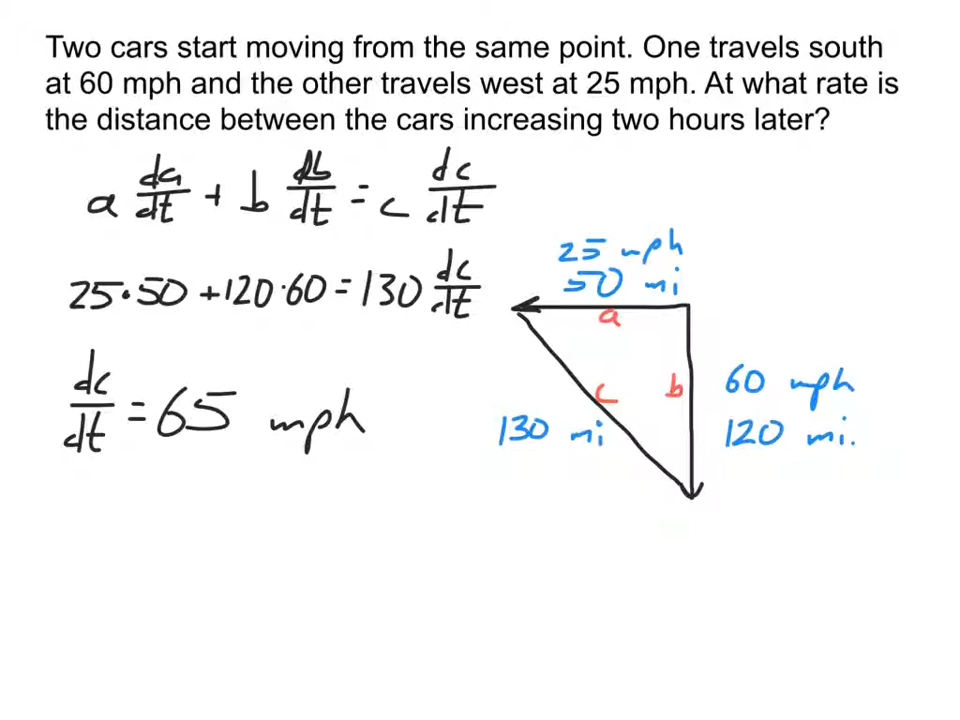 Two cars start moving from the same point. One travels south
at 60 mph and the other travels west at 25 mph. At what rate is
the distance between the cars increasing two hours later?
a da/dt + b db/dt = c dc/dt
25·50 +120·60 = 130 dc/dt
dc/dt = 65 mph
25 mph
50 mi
a
b
c
60 mph
120 mi.
130 mi